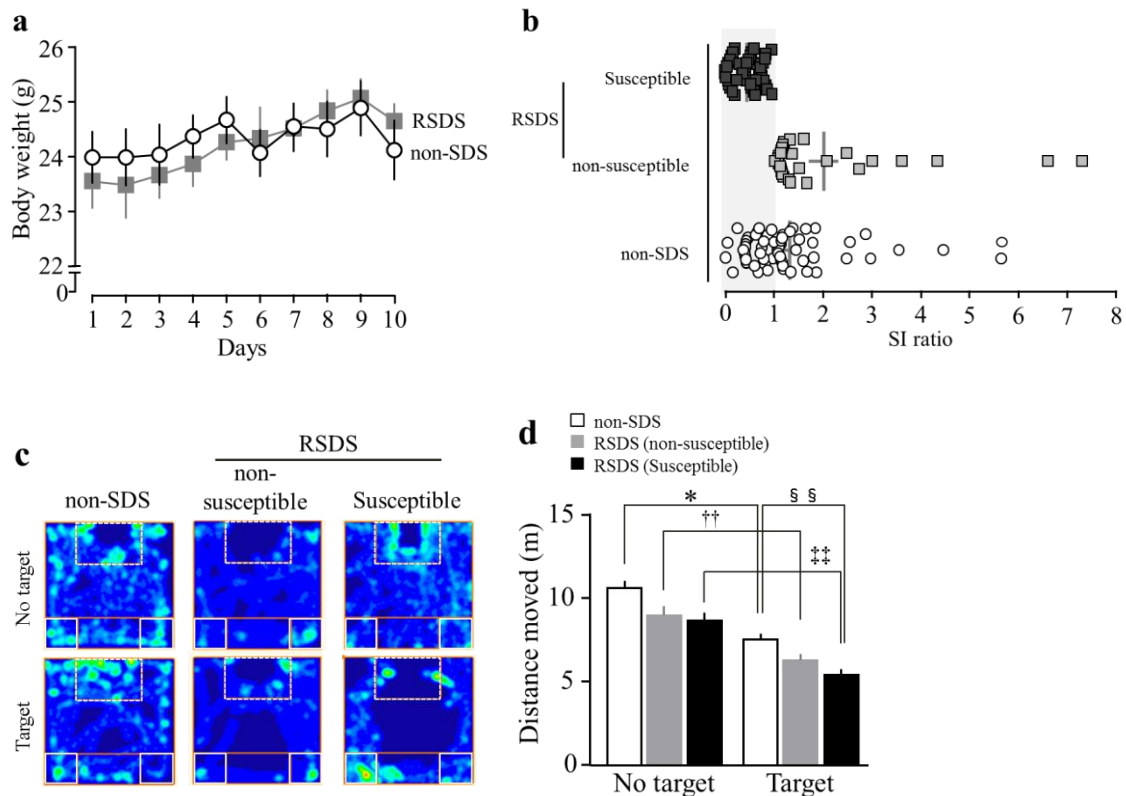 a
26
25
24
23
22
0
Body weight (g)
RSDS
non-SDS
1 2 3 4 5 6 7 8 9 10
Days
b
RSDS
Susceptible
non-susceptible
non-SDS
0 1 2 3 4 5 6 7 8
SI ratio
c
RSDS
non-SDS
non-
susceptible
Susceptible
No target
Target
d
non-SDS
RSDS (non-susceptible)
RSDS (Susceptible)
* § §
††
‡‡
15
10
5
0
Distance moved (m)
No target Target